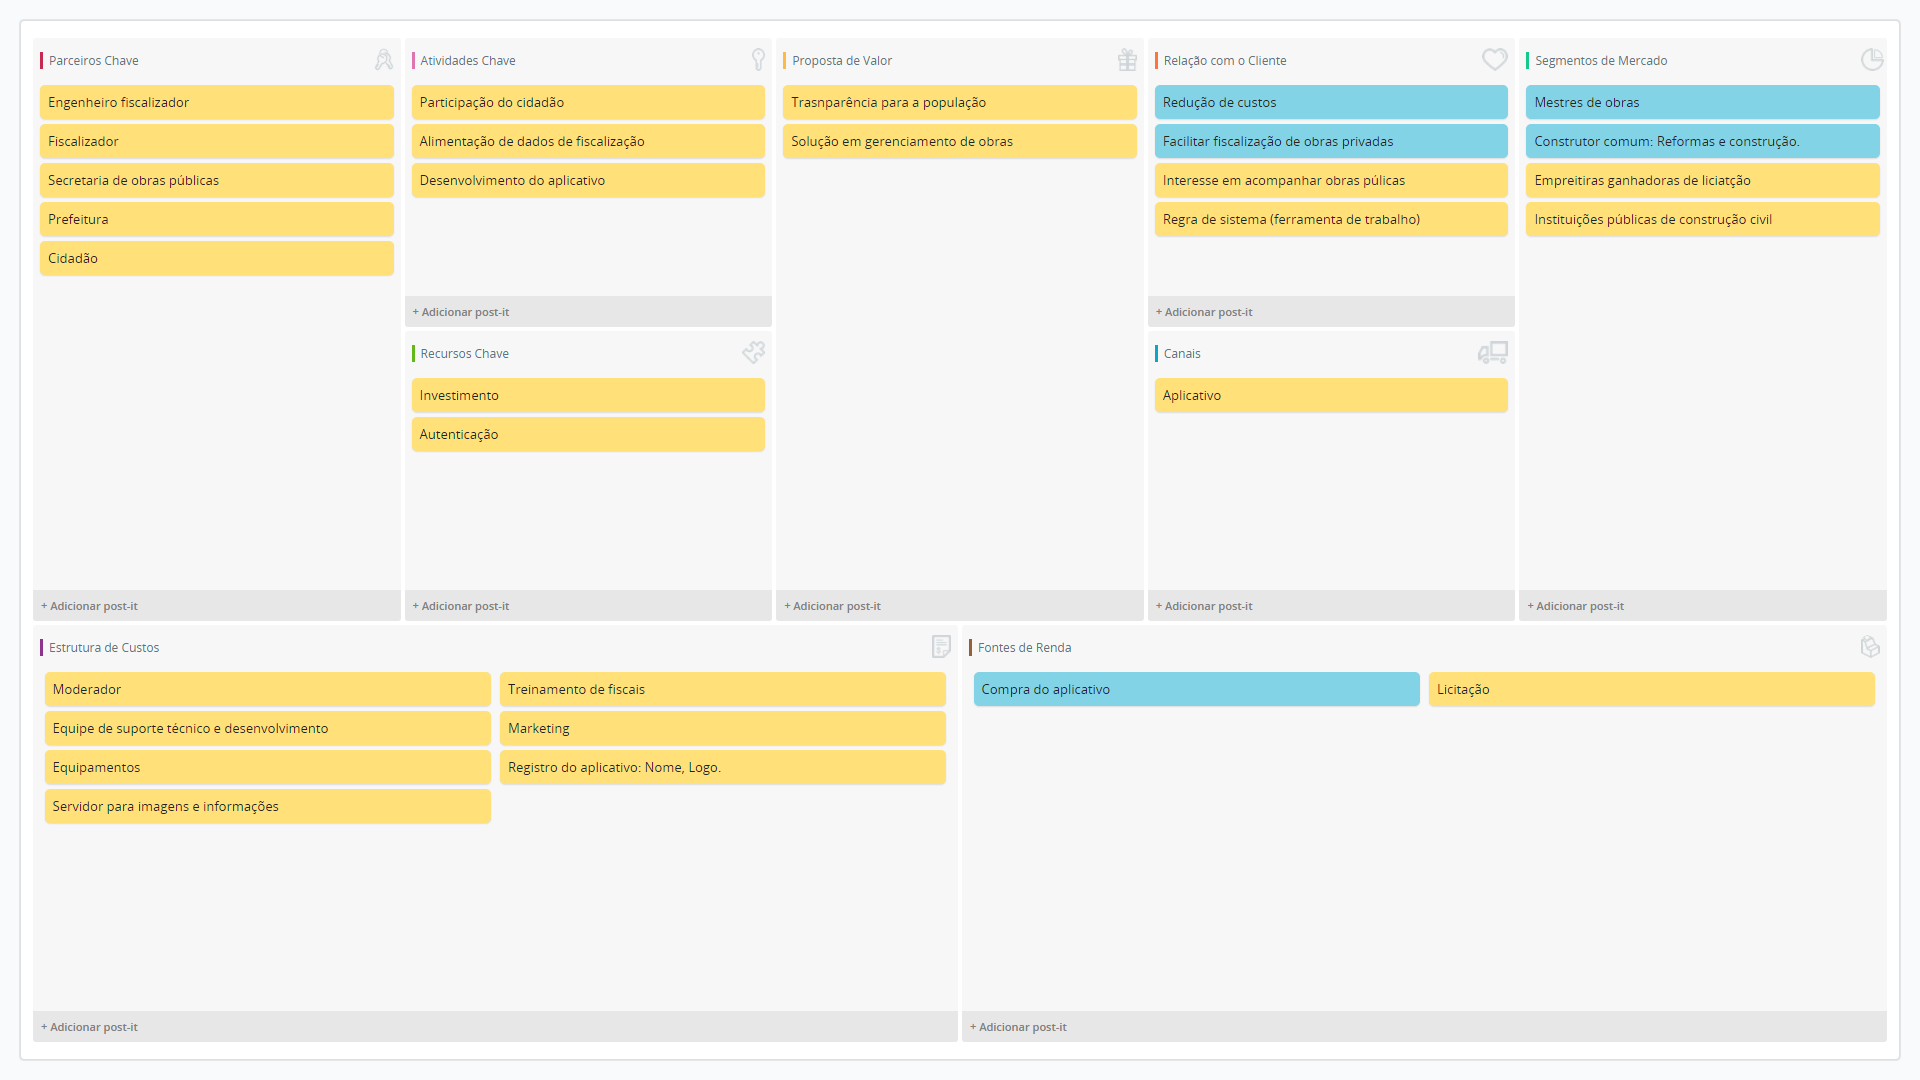 Parceiros Chave
Engenheiro fiscalizador
Fiscalizador
Secretaria de obras públicas
Prefeitura
Cidadão
+ Adicionar post-it
Atividades Chave
Participação do cidadão
Alimentação de dados de fiscalização
Desenvolvimento do aplicativo
+ Adicionar post-it
Recursos Chave
Investimento
Autenticação
+ Adicionar post-it
Proposta de Valor
Trasnparência para a população
Solução em gerenciamento de obras
+ Adicionar post-it
Relação com o Cliente
Redução de custos
Facilitar fiscalização de obras privadas
Interesse em acompanhar obras púlicas
Regra de sistema (ferramenta de trabalho)
+ Adicionar post-it
Canais
Aplicativo
+ Adicionar post-it
Segmentos de Mercado
Mestres de obras
Construtor comum: Reformas e construção.
Empreitiras ganhadoras de liciatção
Instituições públicas de construção civil
+ Adicionar post-it
Estrutura de Custos
Moderador
Equipe de suporte técnico e desenvolvimento
Equipamentos
Servidor para imagens e informações
Treinamento de fiscais
Marketing
Registro do aplicativo: Nome, Logo.
+ Adicionar post-it
Fontes de Renda
Compra do aplicativo
Licitação
+ Adicionar post-it